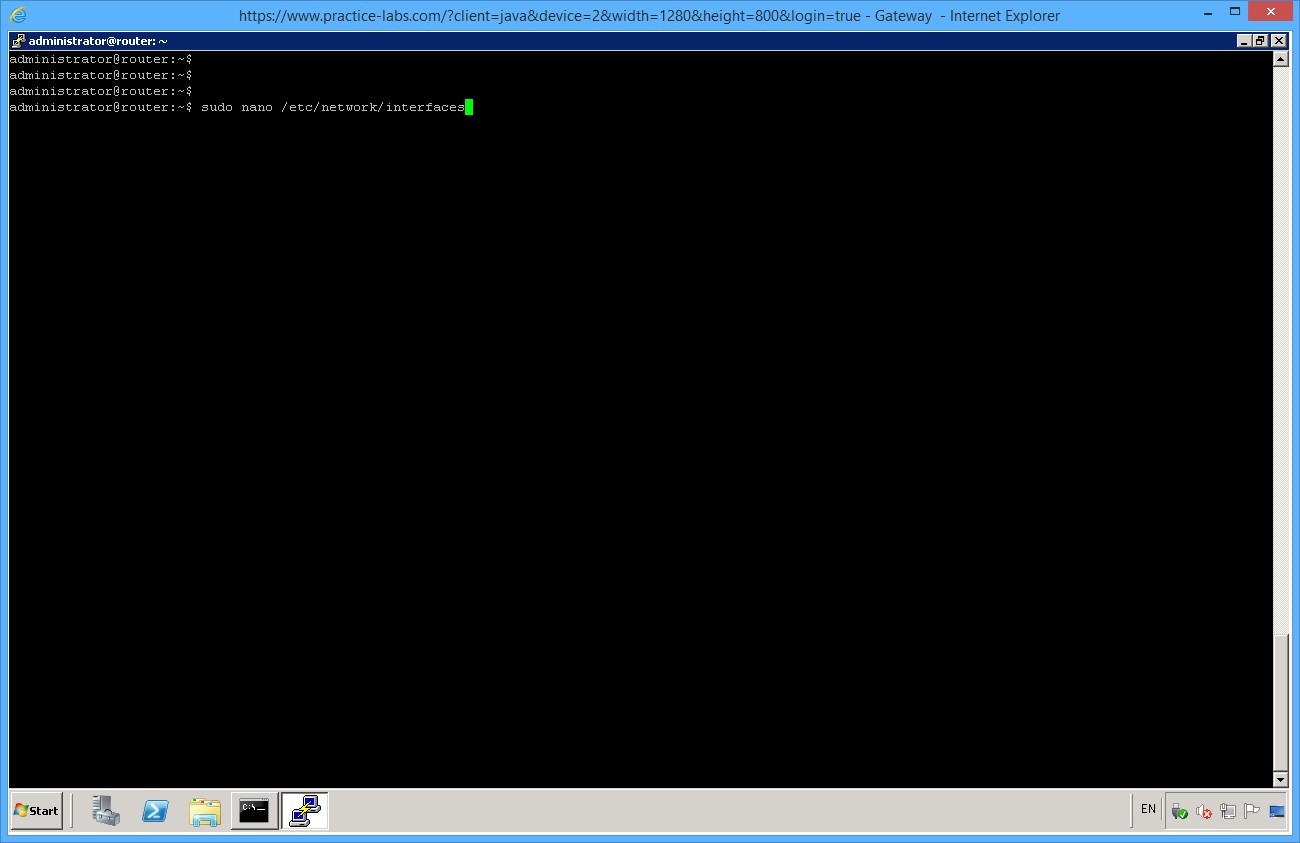 https://www.practice-labs.com/?client=java&device=2&width=1280&height=800&login=true - Gateway - Internet Explorer
administrator@router: ~
administrator@router:~$
administrator@router:~$
administrator@router:~$
administrator@router:~$ sudo nano /etc/network/interfaces
Start
C:\
EN